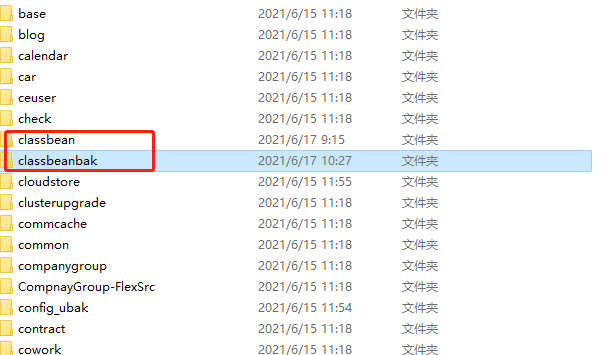 base 2021/6/15 11:18 文件夹
blog 2021/6/15 11:18 文件夹
calendar 2021/6/15 11:18 文件夹
car 2021/6/15 11:18 文件夹
ceuser 2021/6/15 11:18 文件夹
check 2021/6/15 11:18 文件夹
classbean 2021/6/17 9:15 文件夹
classbeanbak 2021/6/17 10:27 文件夹
cloudstore 2021/6/15 11:55 文件夹
clusterupgrade 2021/6/15 11:18 文件夹
commcache 2021/6/15 11:18 文件夹
common 2021/6/15 11:18 文件夹
companygroup 2021/6/15 11:18 文件夹
CompnayGroup-FlexSrc 2021/6/15 11:18 文件夹
config_ubak 2021/6/15 11:54 文件夹
contract 2021/6/15 11:18 文件夹
cowork 2021/6/15 11:18 文件夹